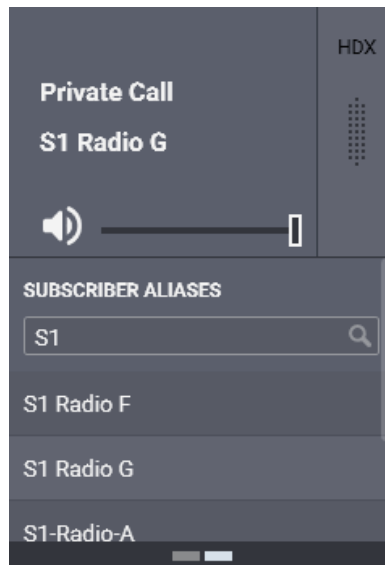 HDX
Private Call
S1 Radio G
SUBSCRIBER ALIASES
S1
S1 Radio F
S1 Radio G
S1-Radio-A